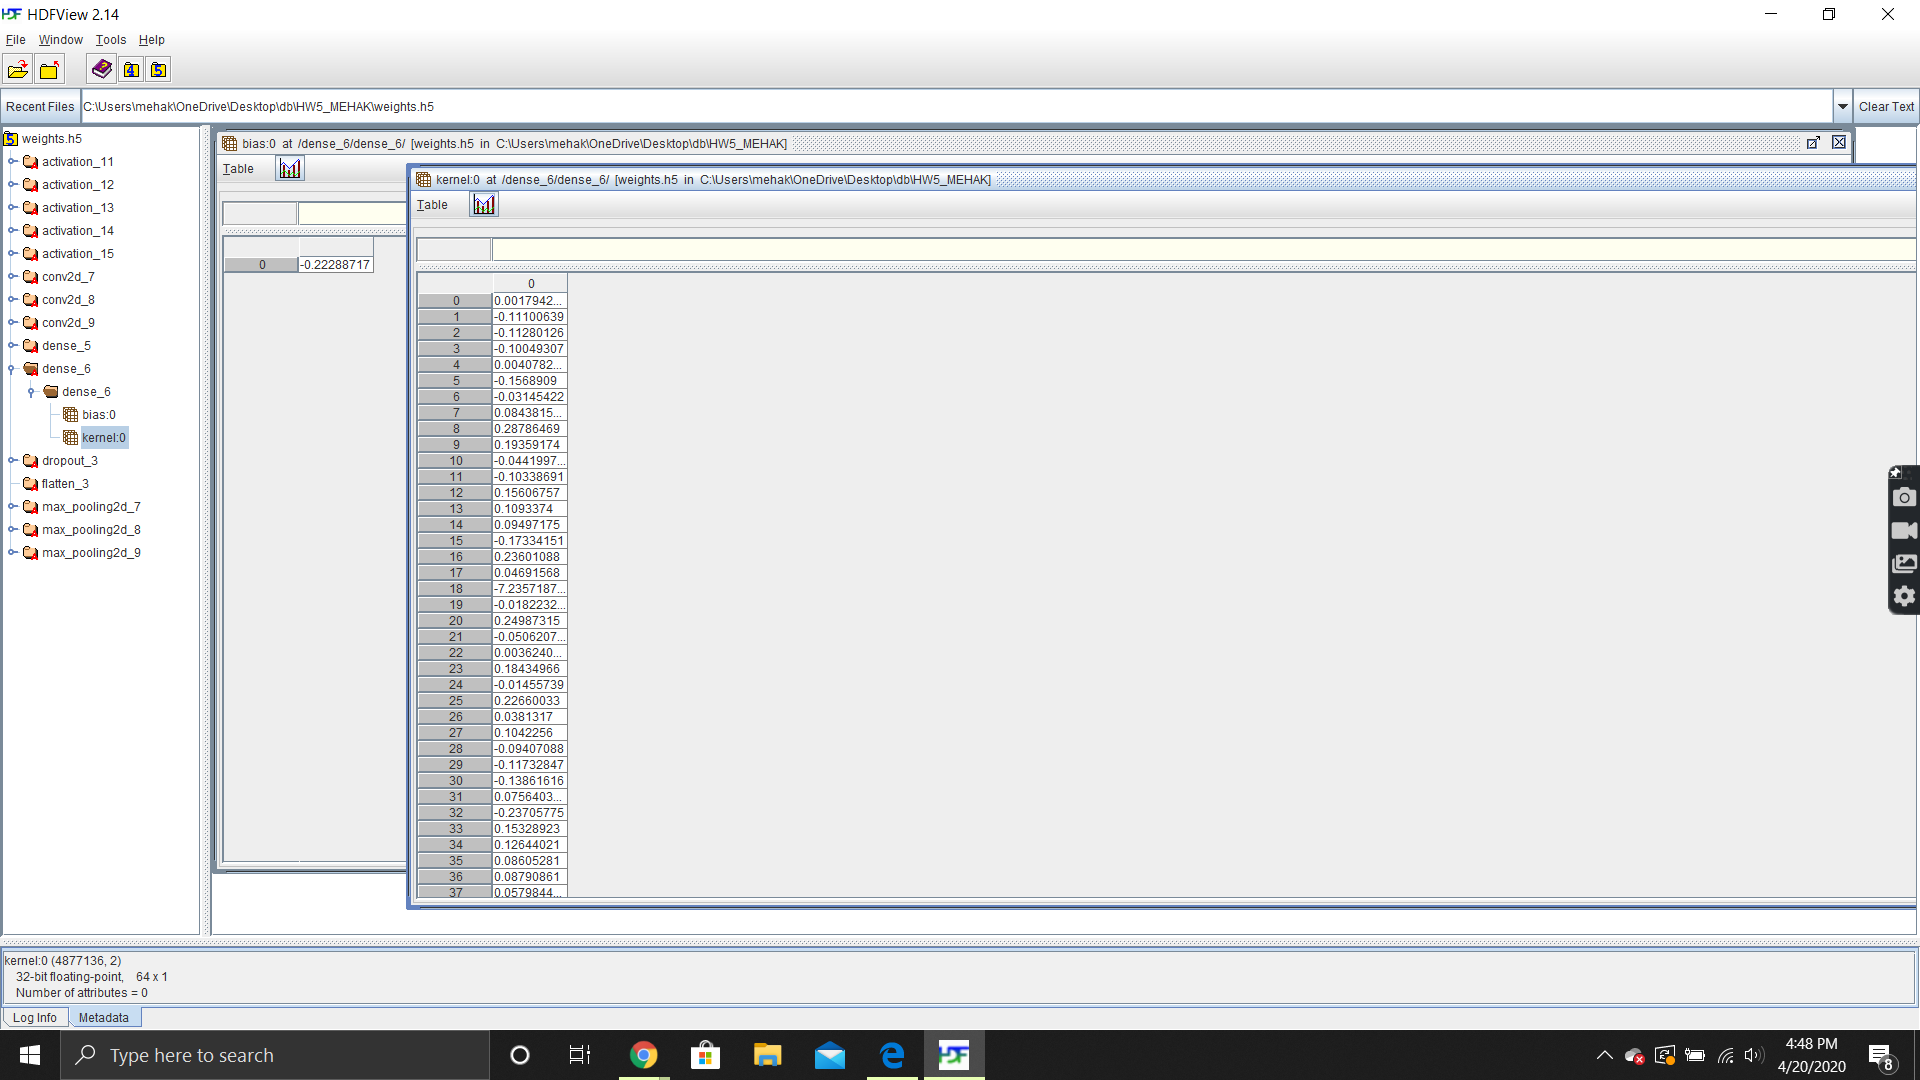 HDFView 2.14
File Window Tools Help
Recent Files C:\Users\mehak\OneDrive\Desktop\db\HW5_MEHAK\weights.h5 Clear Text
weights.h5
activation_11
activation_12
activation_13
activation_14
activation_15
conv2d_7
conv2d_8
conv2d_9
dense_5
dense_6
dense_6
bias:0
kernel:0
dropout_3
flatten_3
max_pooling2d_7
max_pooling2d_8
max_pooling2d_9
bias:0 at /dense_6/dense_6/ [weights.h5 in C:\Users\mehak\OneDrive\Desktop\db\HW5_MEHAK]
Table
0 -0.22288717
kernel:0 at /dense_6/dense_6/ [weights.h5 in C:\Users\mehak\OneDrive\Desktop\db\HW5_MEHAK]
Table
0
0 0.0017942...
1 -0.11100639
2 -0.11280126
3 -0.10049307
4 0.0040782...
5 -0.1568909
6 -0.03145422
7 0.0843815...
8 0.28786469
9 0.19359174
10 -0.0441997...
11 -0.10338691
12 0.15606757
13 0.1093374
14 0.09497175
15 -0.17334151
16 0.23601088
17 0.04691568
18 -7.2357187...
19 -0.0182232...
20 0.24987315
21 -0.0506207...
22 0.0036240...
23 0.18434966
24 -0.01455739
25 0.22660033
26 0.0381317
27 0.1042256
28 -0.09407088
29 -0.11732847
30 -0.13861616
31 0.0756403...
32 -0.23705775
33 0.15328923
34 0.12644021
35 0.08605281
36 0.08790861
37 0.0579844...
kernel:0 (4877136, 2)
32-bit floating-point, 64 x 1
Number of attributes = 0
Log Info Metadata
Type here to search
4:48 PM
4/20/2020
8